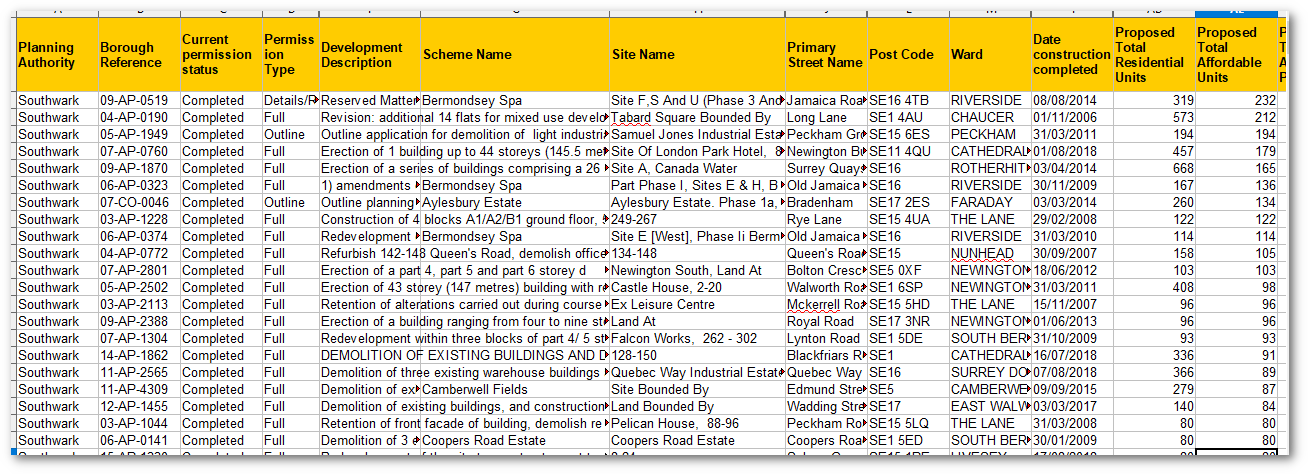 Planning Authority Borough Reference Current permission status Permission Type Development Description Scheme Name Site Name Primary Street Name Post Code Ward Date construction completed Proposed Total Residential Units Proposed Total Affordable Units
Southwark 09-AP-0519 Completed Details/R Reserved Matter Bermondsey Spa Site F,S And U (Phase 3 And Jamaica Roa SE16 4TB RIVERSIDE 08/08/2014 319 232
Southwark 04-AP-0190 Completed Full Revision: additional 14 flats for mixed use develo Tabard Square Bounded By Long Lane SE1 4AU CHAUCER 01/11/2006 573 212
Southwark 05-AP-1949 Completed Outline Outline application for demolition of light industri Samuel Jones Industrial Esta Peckham Gro SE15 6ES PECKHAM 31/03/2011 194 194
Southwark 07-AP-0760 Completed Full Erection of 1 building up to 44 storeys (145.5 met Site Of London Park Hotel, 8 Newington Bu SE11 4QU CATHEDRAL 01/08/2018 457 179
Southwark 09-AP-1870 Completed Full Erection of a series of buildings comprising a 26 Site A, Canada Water Surrey Quays SE16 ROTHERHIT 03/04/2014 668 165
Southwark 06-AP-0323 Completed Full 1) amendments Bermondsey Spa Part Phase I, Sites E & H, B Old Jamaica SE16 RIVERSIDE 30/11/2009 167 136
Southwark 07-CO-0046 Completed Outline Outline planning Aylesbury Estate Aylesbury Estate. Phase 1a, Bradenham SE17 2ES FARADAY 03/03/2014 260 134
Southwark 03-AP-1228 Completed Full Construction of 4 blocks A1/A2/B1 ground floor, 249-267 Rye Lane SE15 4UA THE LANE 29/02/2008 122 122
Southwark 06-AP-0374 Completed Full Redevelopment Bermondsey Spa Site E [West], Phase Ii Berm Old Jamaica SE16 RIVERSIDE 31/03/2010 114 114
Southwark 04-AP-0772 Completed Full Refurbish 142-148 Queen's Road, demolish office 134-148 Queen's Roa SE15 NUNHEAD 30/09/2007 158 105
Southwark 07-AP-2801 Completed Full Erection of a part 4, part 5 and part 6 storey d Newington South, Land At Bolton Cresc SE5 0XF NEWINGTON 18/06/2012 103 103
Southwark 05-AP-2502 Completed Full Erection of 43 storey (147 metres) building with re Castle House, 2-20 Walworth Roa SE1 6SP NEWINGTON 31/03/2011 408 98
Southwark 03-AP-2113 Completed Full Retention of alterations carried out during course Ex Leisure Centre Mckerrell Roa SE15 5HD THE LANE 15/11/2007 96 96
Southwark 09-AP-2388 Completed Full Erection of a building ranging from four to nine sto Land At Royal Road SE17 3NR NEWINGTON 01/06/2013 96 96
Southwark 07-AP-1304 Completed Full Redevelopment within three blocks of part 4/ 5 st Falcon Works, 262 - 302 Lynton Road SE1 5DE SOUTH BER 31/10/2009 93 93
Southwark 14-AP-1862 Completed Full DEMOLITION OF EXISTING BUILDINGS AND D 128-150 Blackfriars R SE1 CATHEDRAL 16/07/2018 336 91
Southwark 11-AP-2565 Completed Full Demolition of three existing warehouse buildings Quebec Way Industrial Estate Quebec Way SE16 SURREY DO 07/08/2018 366 89
Southwark 11-AP-4309 Completed Full Demolition of ex Camberwell Fields Site Bounded By Edmund Stre SE5 CAMBERWE 09/09/2015 279 87
Southwark 12-AP-1455 Completed Full Demolition of existing buildings, and construction Land Bounded By Wadding Stre SE17 EAST WALW 03/03/2017 140 84
Southwark 03-AP-1044 Completed Full Retention of front facade of building, demolish re Pelican House, 88-96 Peckham Ro SE15 5LQ THE LANE 31/03/2008 80 80
Southwark 06-AP-0141 Completed Full Demolition of 3 e Coopers Road Estate Coopers Road Estate Coopers Roa SE1 5ED SOUTH BER 30/01/2009 80 80